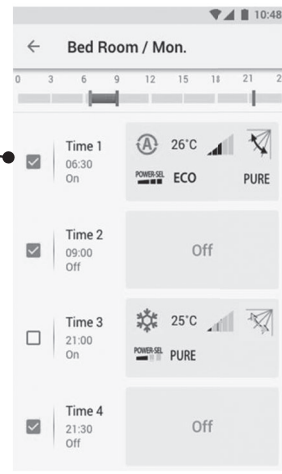 10:48
← Bed Room / Mon.
0 3 6 9 12 15 18 21 2
Time 1
06:30
On
A 26°C
POWER-SEL ECO PURE
Time 2
09:00
Off
Off
Time 3
21:00
On
25°C
POWER-SEL PURE
Time 4
21:30
Off
Off